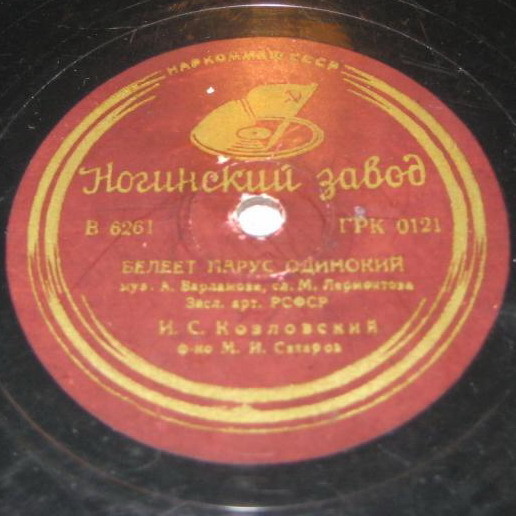 НАРКОММАШ СССР
Ногинский завод
В 6261 ГРК 0121
БЕЛЕЕТ ПАРУС ОДИНОКИЙ
муз. А. Варламова, сл. М. Лермонтова
Засл. арт. РСФСР
И. С. Козловский
ф-но М. И. Сахаров